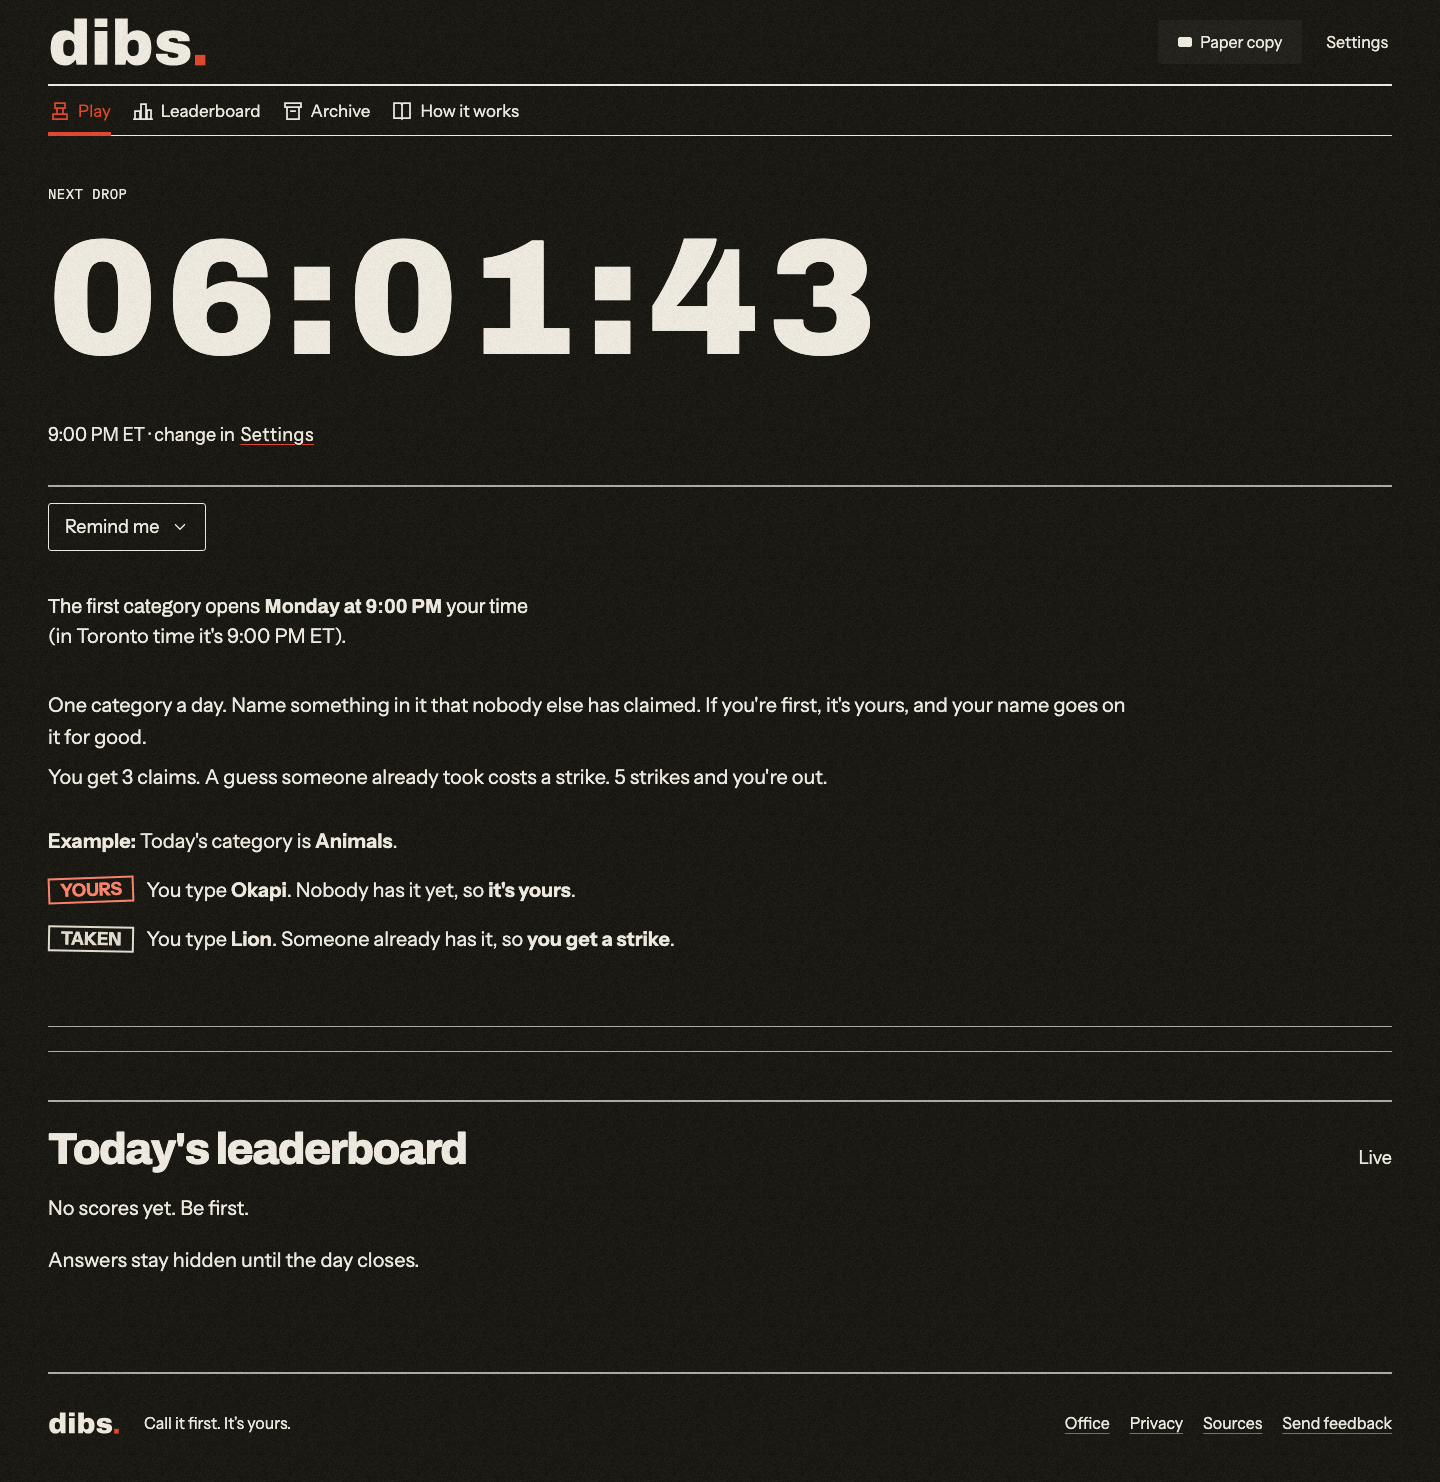 dibs.
Paper copy
Settings
Play
Leaderboard
Archive
How it works
NEXT DROP
06:01:43
9:00 PM ET · change in Settings
Remind me
The first category opens Monday at 9:00 PM your time
(in Toronto time it's 9:00 PM ET).
One category a day. Name something in it that nobody else has claimed. If you're first, it's yours, and your name goes on
it for good.
You get 3 claims. A guess someone already took costs a strike. 5 strikes and you're out.
Example: Today's category is Animals.
YOURS You type Okapi. Nobody has it yet, so it's yours.
TAKEN You type Lion. Someone already has it, so you get a strike.
Today's leaderboard
Live
No scores yet. Be first.
Answers stay hidden until the day closes.
dibs.
Call it first. It's yours.
Office
Privacy
Sources
Send feedback